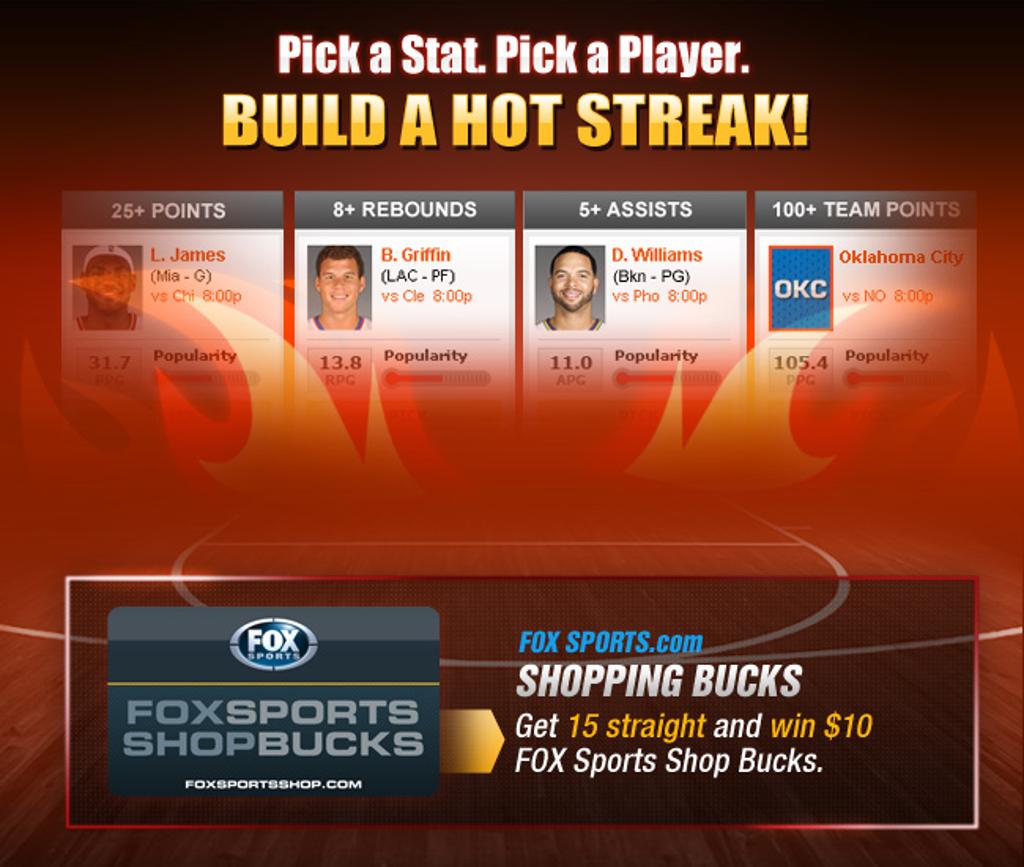 Pick a Stat. Pick a Player.
BUILD A HOT STREAK!
25+ POINTS
L. James
(Mia - G)
vs Chi 8:00p
31.7
PPG
Popularity
8+ REBOUNDS
B. Griffin
(LAC - PF)
vs Cle 8:00p
13.8
RPG
Popularity
PICK
5+ ASSISTS
D. Williams
(Bkn - PG)
vs Pho 8:00p
11.0
APG
Popularity
PICK
100+ TEAM POINTS
OKC
Oklahoma City
vs NO 8:00p
105.4
PPG
Popularity
PICK
FOX
SPORTS
FOXSPORTS
SHOPBUCKS
FOXSPORTSSHOP.COM
FOX SPORTS.com
SHOPPING BUCKS
Get 15 straight and win $10
FOX Sports Shop Bucks.